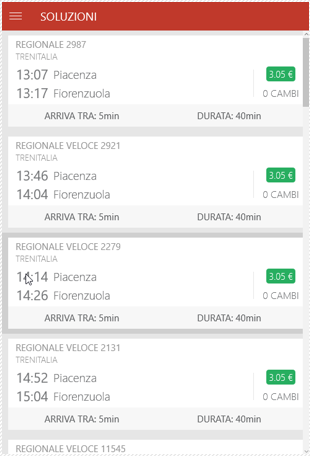 SOLUZIONI
REGIONALE 2987
TRENITALIA
13:07 Piacenza 3.05 €
13:17 Fiorenzuola 0 CAMBI
ARRIVA TRA: 5min DURATA: 40min
REGIONALE VELOCE 2921
TRENITALIA
13:46 Piacenza 3.05 €
14:04 Fiorenzuola 0 CAMBI
ARRIVA TRA: 5min DURATA: 40min
REGIONALE VELOCE 2279
TRENITALIA
14:14 Piacenza 3.05 €
14:26 Fiorenzuola 0 CAMBI
ARRIVA TRA: 5min DURATA: 40min
REGIONALE VELOCE 2131
TRENITALIA
14:52 Piacenza 3.05 €
15:04 Fiorenzuola 0 CAMBI
ARRIVA TRA: 5min DURATA: 40min
REGIONALE VELOCE 11545